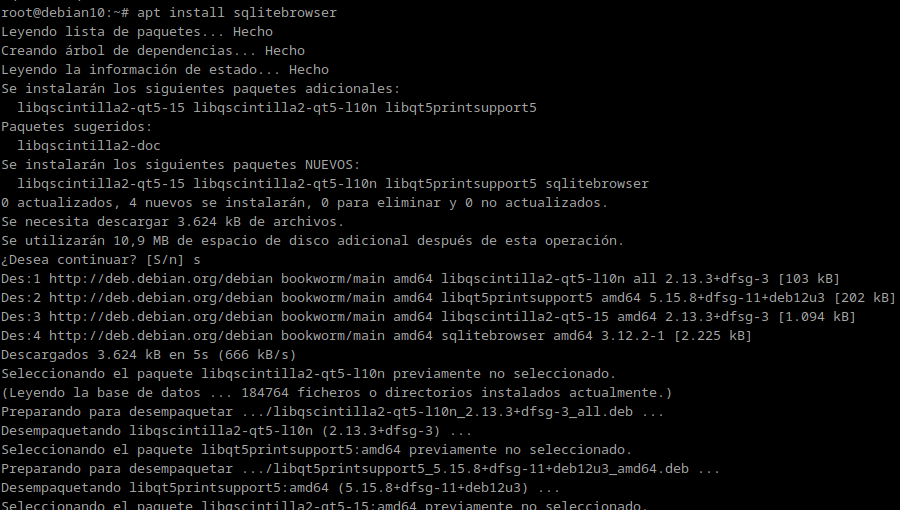 root@debian10:~# apt install sqlitebrowser
Leyendo lista de paquetes... Hecho
Creando árbol de dependencias... Hecho
Leyendo la información de estado... Hecho
Se instalarán los siguientes paquetes adicionales:
  libqscintilla2-qt5-15 libqscintilla2-qt5-l10n libqt5printsupport5
Paquetes sugeridos:
  libqscintilla2-doc
Se instalarán los siguientes paquetes NUEVOS:
  libqscintilla2-qt5-15 libqscintilla2-qt5-l10n libqt5printsupport5 sqlitebrowser
0 actualizados, 4 nuevos se instalarán, 0 para eliminar y 0 no actualizados.
Se necesita descargar 3.624 kB de archivos.
Se utilizarán 10,9 MB de espacio de disco adicional después de esta operación.
¿Desea continuar? [S/n] s
Des:1 http://deb.debian.org/debian bookworm/main amd64 libqscintilla2-qt5-l10n all 2.13.3+dfsg-3 [103 kB]
Des:2 http://deb.debian.org/debian bookworm/main amd64 libqt5printsupport5 amd64 5.15.8+dfsg-11+deb12u3 [202 kB]
Des:3 http://deb.debian.org/debian bookworm/main amd64 libqscintilla2-qt5-15 amd64 2.13.3+dfsg-3 [1.094 kB]
Des:4 http://deb.debian.org/debian bookworm/main amd64 sqlitebrowser amd64 3.12.2-1 [2.225 kB]
Descargados 3.624 kB en 5s (666 kB/s)
Seleccionando el paquete libqscintilla2-qt5-l10n previamente no seleccionado.
(Leyendo la base de datos ... 184764 ficheros o directorios instalados actualmente.)
Preparando para desempaquetar .../libqscintilla2-qt5-l10n_2.13.3+dfsg-3_all.deb ...
Desempaquetando libqscintilla2-qt5-l10n (2.13.3+dfsg-3) ...
Seleccionando el paquete libqt5printsupport5:amd64 previamente no seleccionado.
Preparando para desempaquetar .../libqt5printsupport5_5.15.8+dfsg-11+deb12u3_amd64.deb ...
Desempaquetando libqt5printsupport5:amd64 (5.15.8+dfsg-11+deb12u3) ...
Seleccionando el paquete libqscintilla2-qt5-15:amd64 previamente no seleccionado.